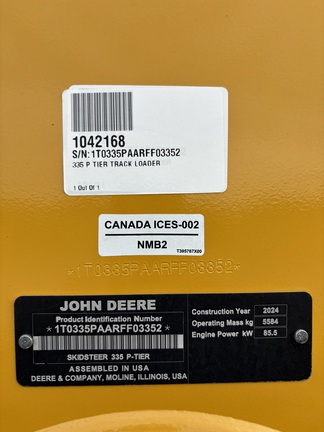 1042168
S/N:1T0335PAARFF03352
335 P TIER TRACK LOADER
1 Out Of 1
CANADA ICES-002
NMB2
T305787X00
*1T0335PAARFF03352*
JOHN DEERE
Product Identification Number
*1T0335PAARFF03352*
SKIDSTEER 335 P-TIER
ASSEMBLED IN USA
DEERE & COMPANY, MOLINE, ILLINOIS, USA
Construction Year 2024
Operating Mass kg 5584
Engine Power kW 85.5